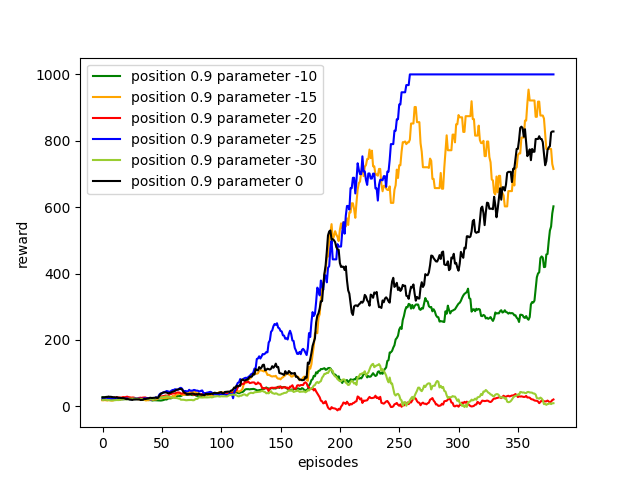 position 0.9 parameter -10
position 0.9 parameter -15
position 0.9 parameter -20
position 0.9 parameter -25
position 0.9 parameter -30
position 0.9 parameter 0
1000
800
600
400
200
0
reward
0 50 100 150 200 250 300 350
episodes